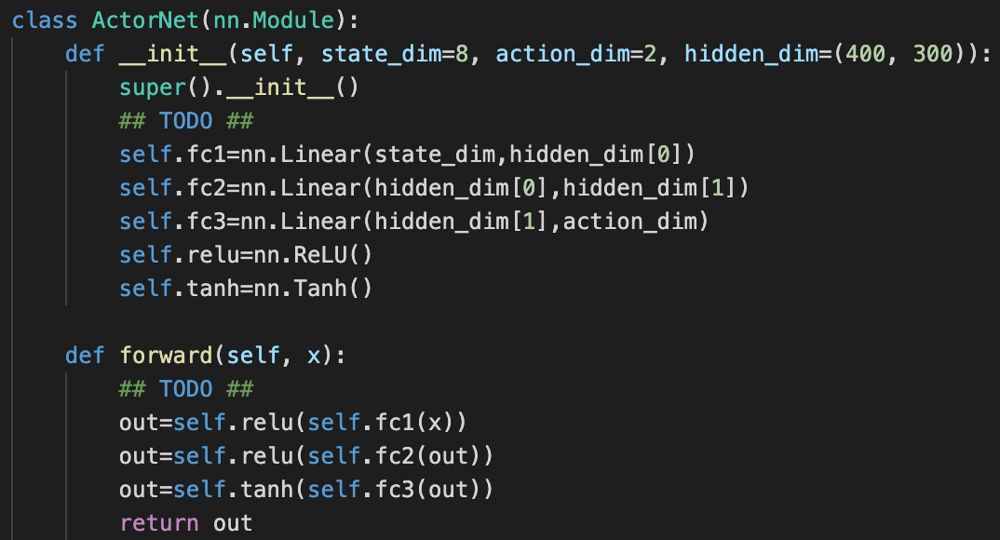 class ActorNet(nn.Module):
    def __init__(self, state_dim=8, action_dim=2, hidden_dim=(400, 300)):
        super().__init__()
        ## TODO ##
        self.fc1=nn.Linear(state_dim,hidden_dim[0])
        self.fc2=nn.Linear(hidden_dim[0],hidden_dim[1])
        self.fc3=nn.Linear(hidden_dim[1],action_dim)
        self.relu=nn.ReLU()
        self.tanh=nn.Tanh()

    def forward(self, x):
        ## TODO ##
        out=self.relu(self.fc1(x))
        out=self.relu(self.fc2(out))
        out=self.tanh(self.fc3(out))
        return out